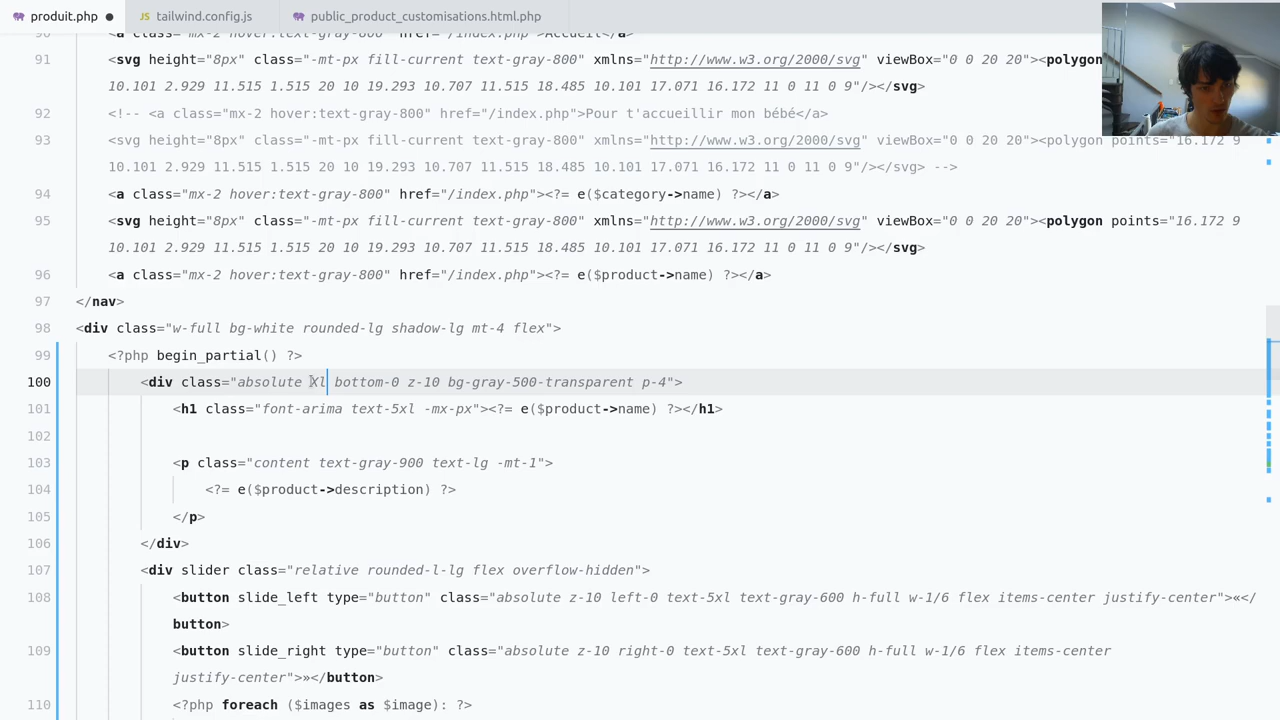 produit.php
JS tailwind.config.js
public_product_customisations.html.php
90 <a class="mx-2 hover:text-gray-800" href="/index.php">Accueil</a>
91 <svg height="8px" class="-mt-px fill-current text-gray-800" xmlns="http://www.w3.org/2000/svg" viewBox="0 0 20 20"><polygon
10.101 2.929 11.515 1.515 20 10 19.293 10.707 11.515 18.485 10.101 17.071 16.172 11 0 11 0 9"/></svg>
92 <!-- <a class="mx-2 hover:text-gray-800" href="/index.php">Pour t'accueillir mon bébé</a>
93 <svg height="8px" class="-mt-px fill-current text-gray-800" xmlns="http://www.w3.org/2000/svg" viewBox="0 0 20 20"><polygon points="16.172 9
10.101 2.929 11.515 1.515 20 10 19.293 10.707 11.515 18.485 10.101 17.071 16.172 11 0 11 0 9"/></svg> -->
94 <a class="mx-2 hover:text-gray-800" href="/index.php"><?= e($category->name) ?></a>
95 <svg height="8px" class="-mt-px fill-current text-gray-800" xmlns="http://www.w3.org/2000/svg" viewBox="0 0 20 20"><polygon points="16.172 9
10.101 2.929 11.515 1.515 20 10 19.293 10.707 11.515 18.485 10.101 17.071 16.172 11 0 11 0 9"/></svg>
96 <a class="mx-2 hover:text-gray-800" href="/index.php"><?= e($product->name) ?></a>
97 </nav>
98 <div class="w-full bg-white rounded-lg shadow-lg mt-4 flex">
99 <?php begin_partial() ?>
100 <div class="absolute Xl bottom-0 z-10 bg-gray-500-transparent p-4">
101 <h1 class="font-arima text-5xl -mx-px"><?= e($product->name) ?></h1>
102
103 <p class="content text-gray-900 text-lg -mt-1">
104 <?= e($product->description) ?>
105 </p>
106 </div>
107 <div slider class="relative rounded-l-lg flex overflow-hidden">
108 <button slide_left type="button" class="absolute z-10 left-0 text-5xl text-gray-600 h-full w-1/6 flex items-center justify-center">«</
button>
109 <button slide_right type="button" class="absolute z-10 right-0 text-5xl text-gray-600 h-full w-1/6 flex items-center
justify-center">»</button>
110 <?php foreach ($images as $image): ?>